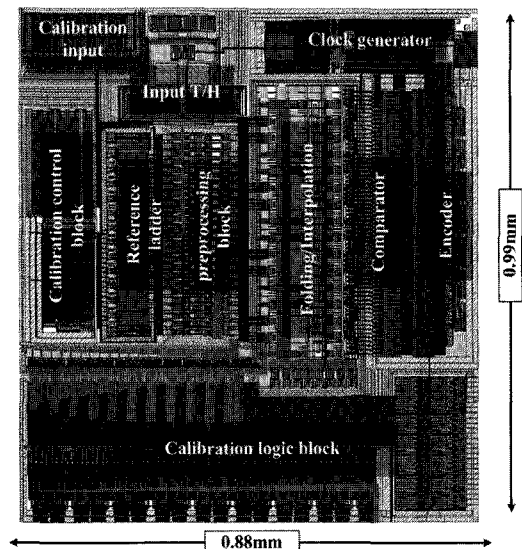 Calibration
input
Clock generator
Input T/H
Calibration control
block
Reference
ladder
preprocessing
block
Folding/Interpolation
Comparator
Encoder
0.99mm
Calibration logic block
0.88mm